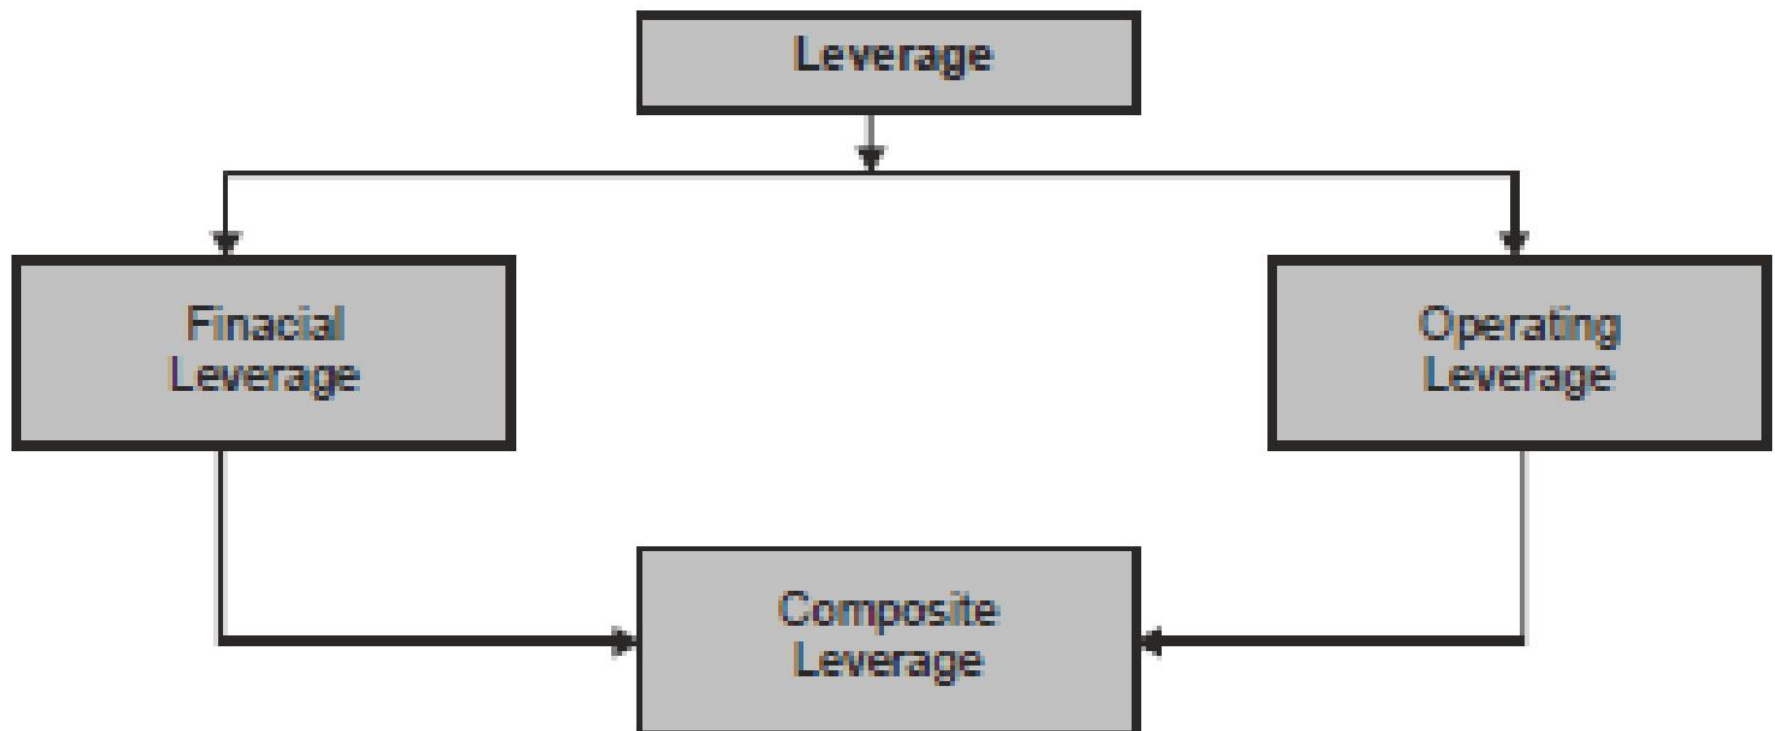 Leverage
Finacial
Leverage
Operating
Leverage
Composite
Leverage